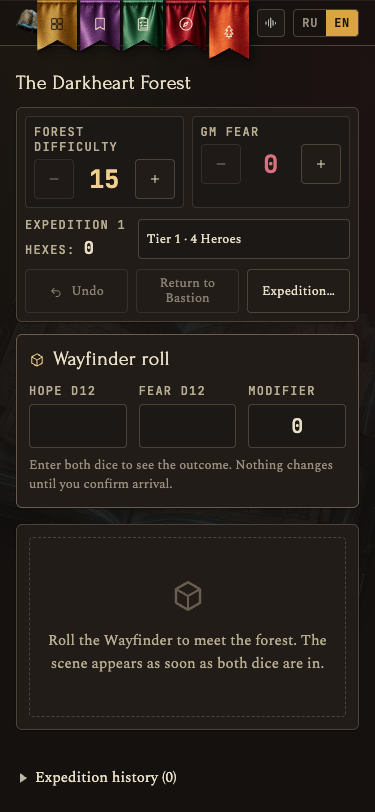 RU
EN
The Darkheart Forest
FOREST
DIFFICULTY
− 15 +
GM FEAR
− 0 +
EXPEDITION 1
HEXES: 0
Tier 1 · 4 Heroes
Undo
Return to
Bastion
Expedition…
Wayfinder roll
HOPE D12
FEAR D12
MODIFIER
0
Enter both dice to see the outcome. Nothing changes
until you confirm arrival.
Roll the Wayfinder to meet the forest. The
scene appears as soon as both dice are in.
Expedition history (0)